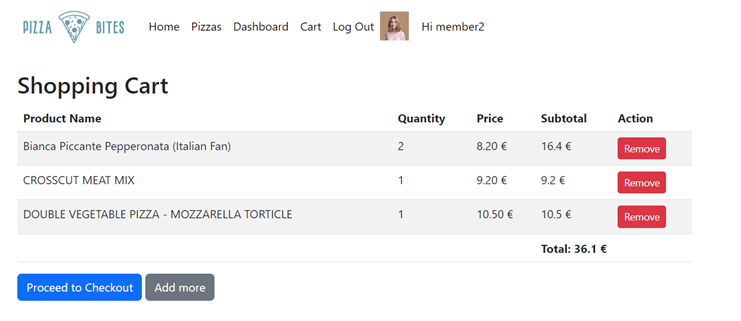 PIZZA BITES Home Pizzas Dashboard Cart Log Out Hi member2
Shopping Cart
Product Name Quantity Price Subtotal Action
Bianca Piccante Pepperonata (Italian Fan) 2 8.20 € 16.4 € Remove
CROSSCUT MEAT MIX 1 9.20 € 9.2 € Remove
DOUBLE VEGETABLE PIZZA - MOZZARELLA TORTICLE 1 10.50 € 10.5 € Remove
Total: 36.1 €
Proceed to Checkout Add more